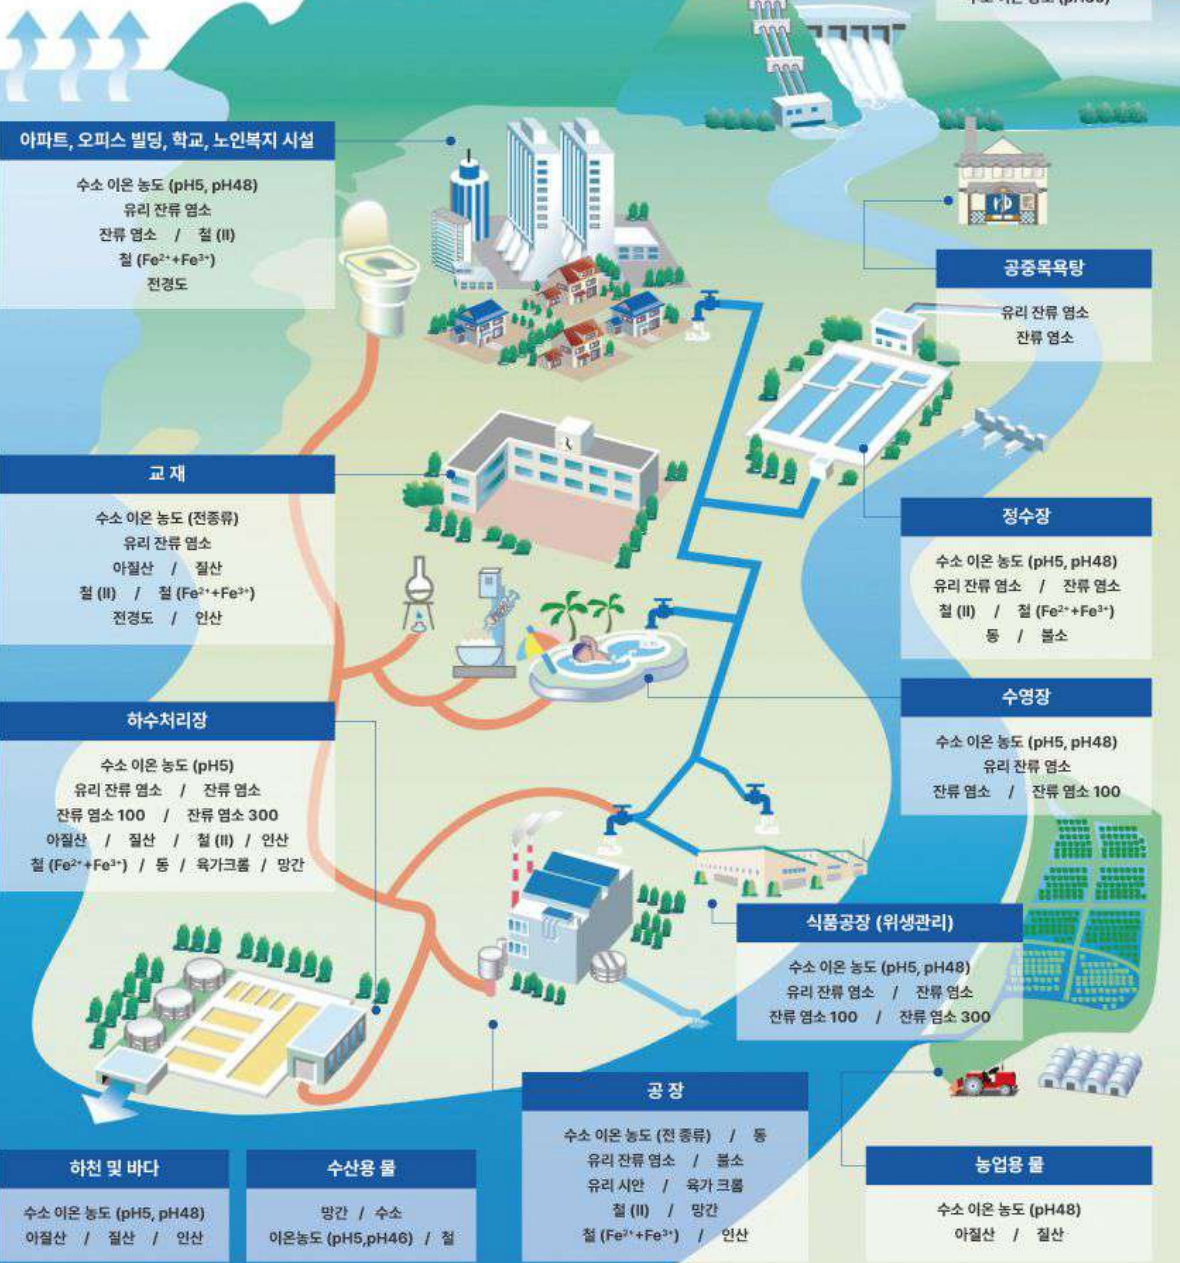 아파트, 오피스 빌딩, 학교, 노인복지 시설
수소 이온 농도 (pH5, pH48)
유리 잔류 염소
잔류 염소 / 철 (II)
철 (Fe²⁺+Fe³⁺)
전경도
공중목욕탕
유리 잔류 염소
잔류 염소
교 재
수소 이온 농도 (전종류)
유리 잔류 염소
아질산 / 질산
철 (II) / 철 (Fe²⁺+Fe³⁺)
전경도 / 인산
정수장
수소 이온 농도 (pH5, pH48)
유리 잔류 염소 / 잔류 염소
철 (II) / 철 (Fe²⁺+Fe³⁺)
동 / 불소
수영장
수소 이온 농도 (pH5, pH48)
유리 잔류 염소
잔류 염소 / 잔류 염소 100
하수처리장
수소 이온 농도 (pH5)
유리 잔류 염소 / 잔류 염소
잔류 염소 100 / 잔류 염소 300
아질산 / 질산 / 철 (II) / 인산
철 (Fe²⁺+Fe³⁺) / 동 / 육가크롬 / 망간
식품공장 (위생관리)
수소 이온 농도 (pH5, pH48)
유리 잔류 염소 / 잔류 염소
잔류 염소 100 / 잔류 염소 300
공 장
수소 이온 농도 (전 종류) / 동
유리 잔류 염소 / 불소
유리 시안 / 육가 크롬
철 (II) / 망간
철 (Fe²⁺+Fe³⁺) / 인산
하천 및 바다
수소 이온 농도 (pH5, pH48)
아질산 / 질산 / 인산
수산용 물
망간 / 수소
이온농도 (pH5,pH46) / 철
농업용 물
수소 이온 농도 (pH48)
아질산 / 질산